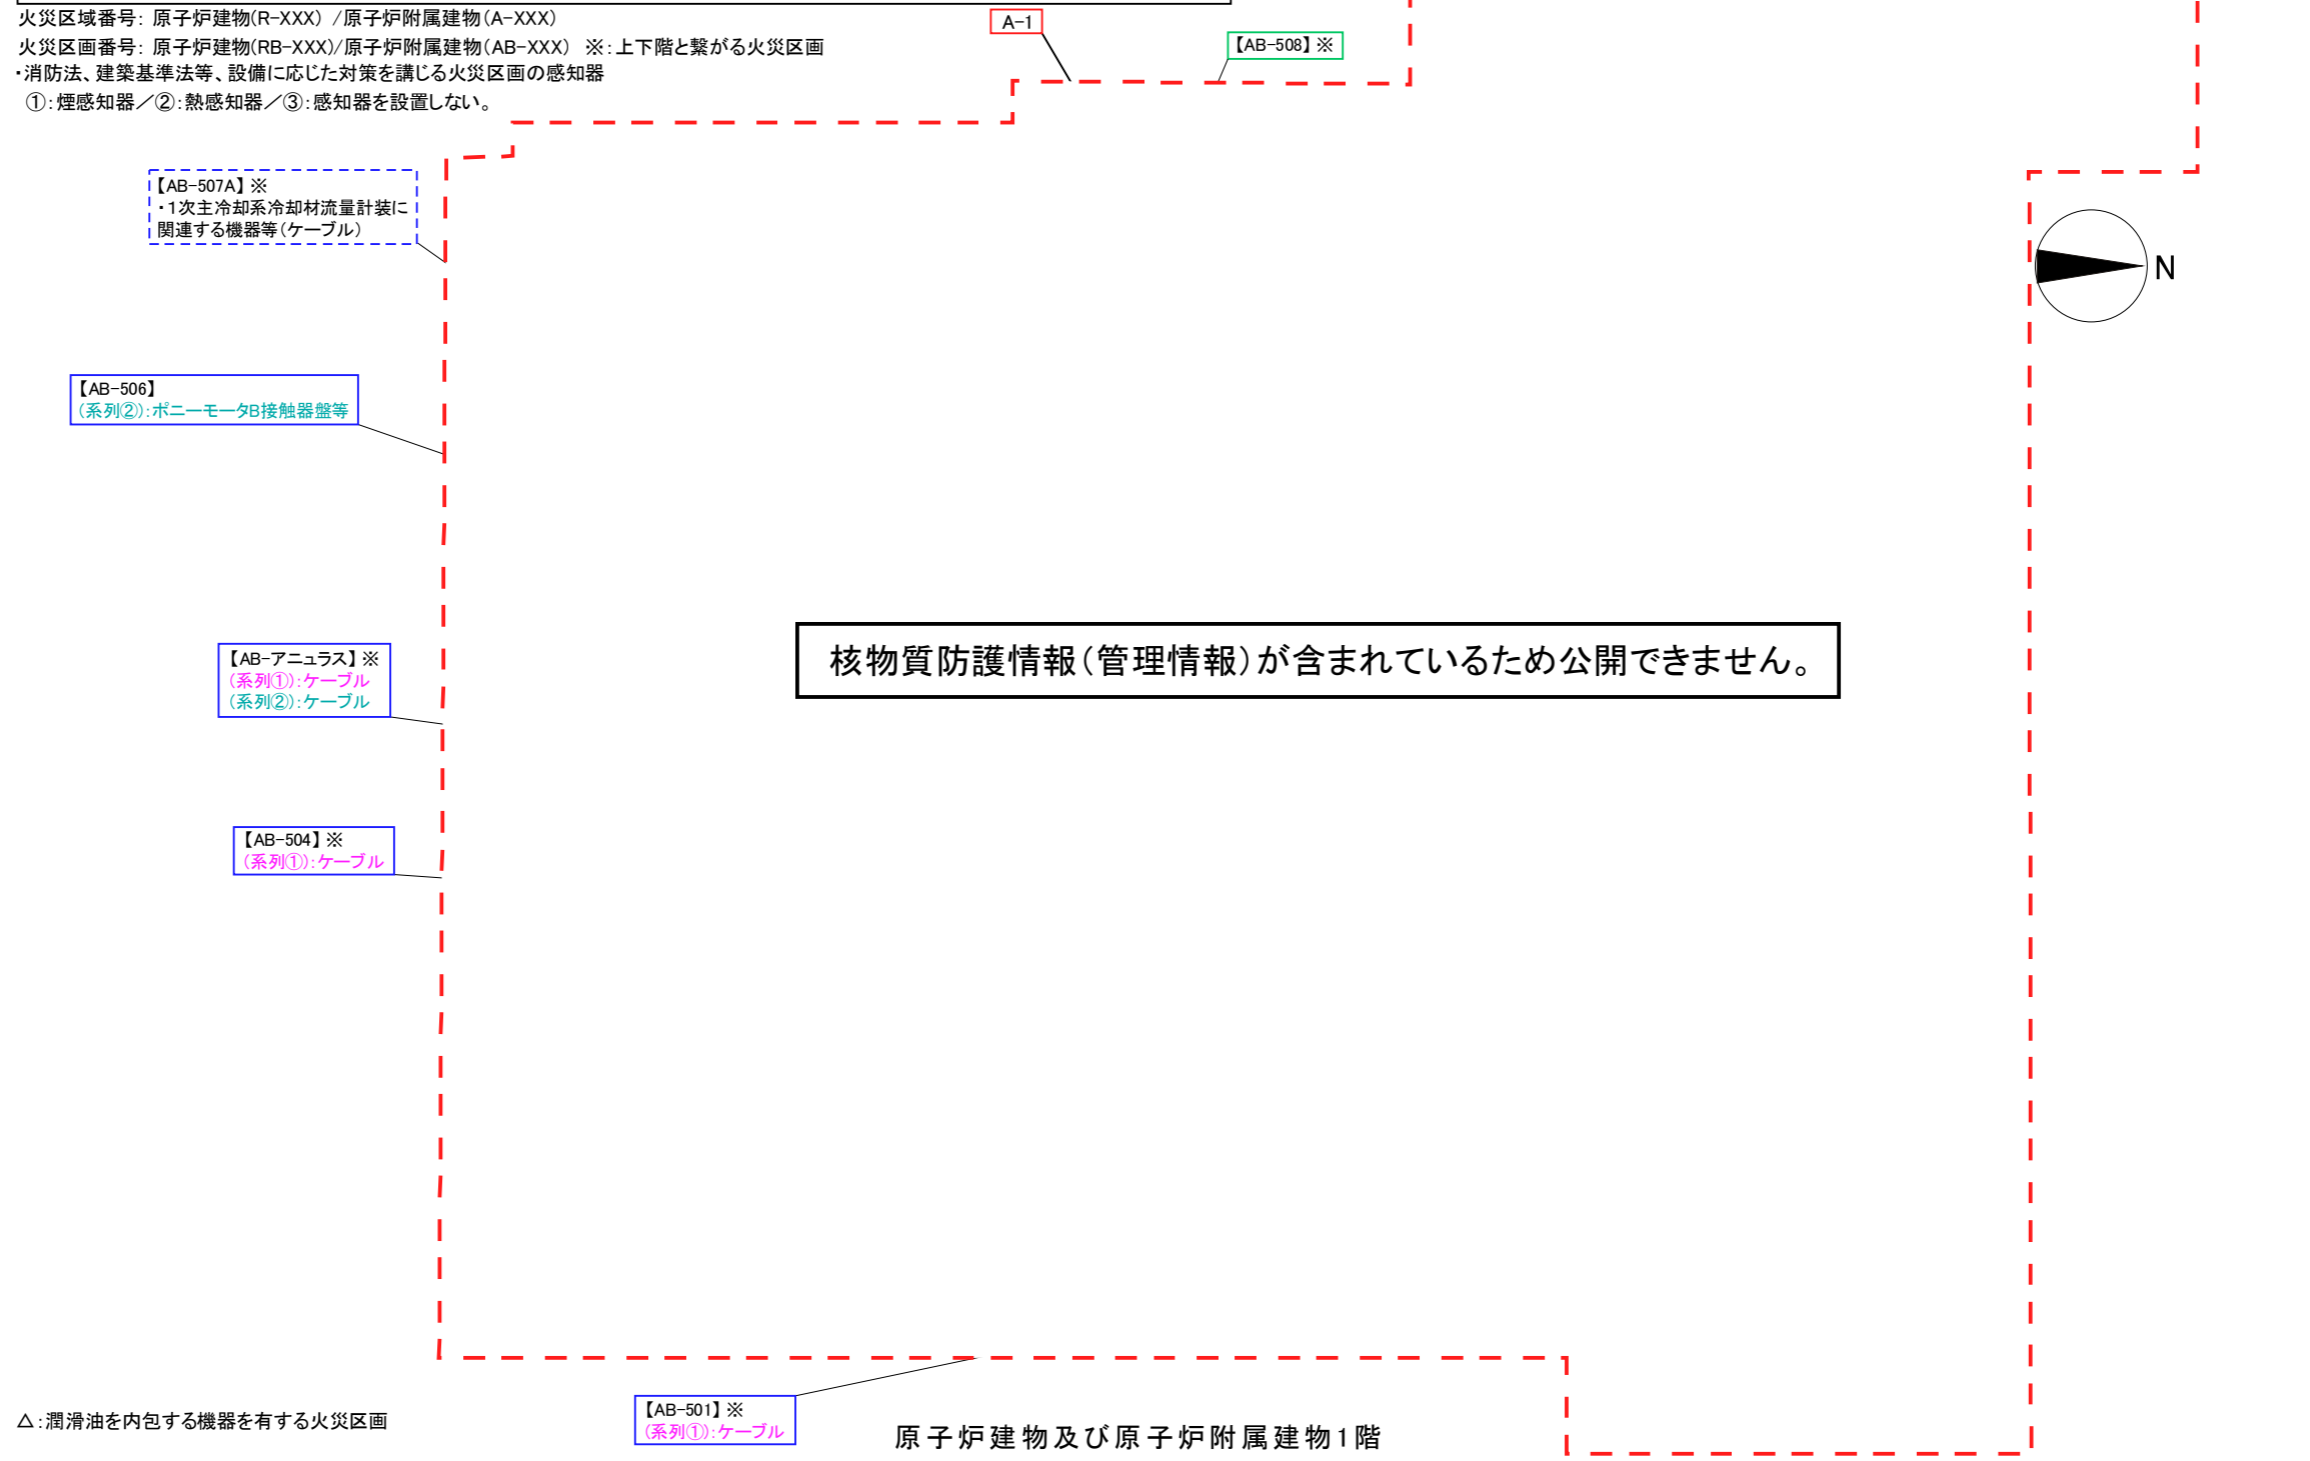 火災区域番号: 原子炉建物(R-XXX) /原子炉附属建物(A-XXX)
火災区画番号: 原子炉建物(RB-XXX)/原子炉附属建物(AB-XXX) ※:上下階と繋がる火災区画
・消防法、建築基準法等、設備に応じた対策を講じる火災区画の感知器
①:煙感知器/②:熱感知器/③:感知器を設置しない。
A-1
【AB-508】※
【AB-507A】※
・1次主冷却系冷却材流量計装に
関連する機器等(ケーブル)
N
【AB-506】
(系列②):ポニーモータB接触器盤等
【AB-アニュラス】※
(系列①):ケーブル
(系列②):ケーブル
核物質防護情報(管理情報)が含まれているため公開できません。
【AB-504】※
(系列①):ケーブル
【AB-501】※
(系列①):ケーブル
△:潤滑油を内包する機器を有する火災区画
原子炉建物及び原子炉附属建物1階